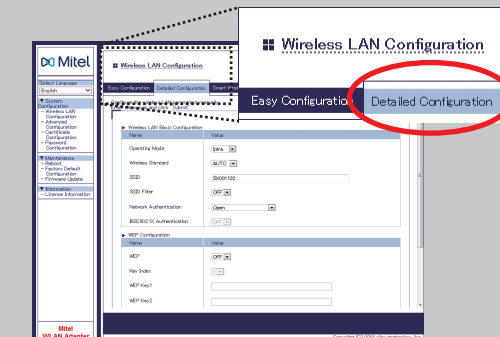 Wireless LAN Configuration
Easy Configuration
Detailed Configuration
Mitel
Select Language
English
System Configuration
- Wireless LAN Configuration
- Advanced Configuration
- Certificate Configuration
- Password Configuration
Maintenance
- Reboot
- Factory Default Configuration
- Firmware Update
Information
- License Information
Mitel
WLAN Adapter
Wireless LAN Configuration
Easy Configuration
Detailed Configuration
Submit
Wireless LAN Basic Configuration
Name Value
Operating Mode Infra.
Wireless Standard AUTO
SSID SX001122
SSID Filter OFF
Network Authentication Open
IEEE802.1X Authentication OFF
WEP Configuration
Name Value
WEP OFF
Key Index 1
WEP Key1
WEP Key2